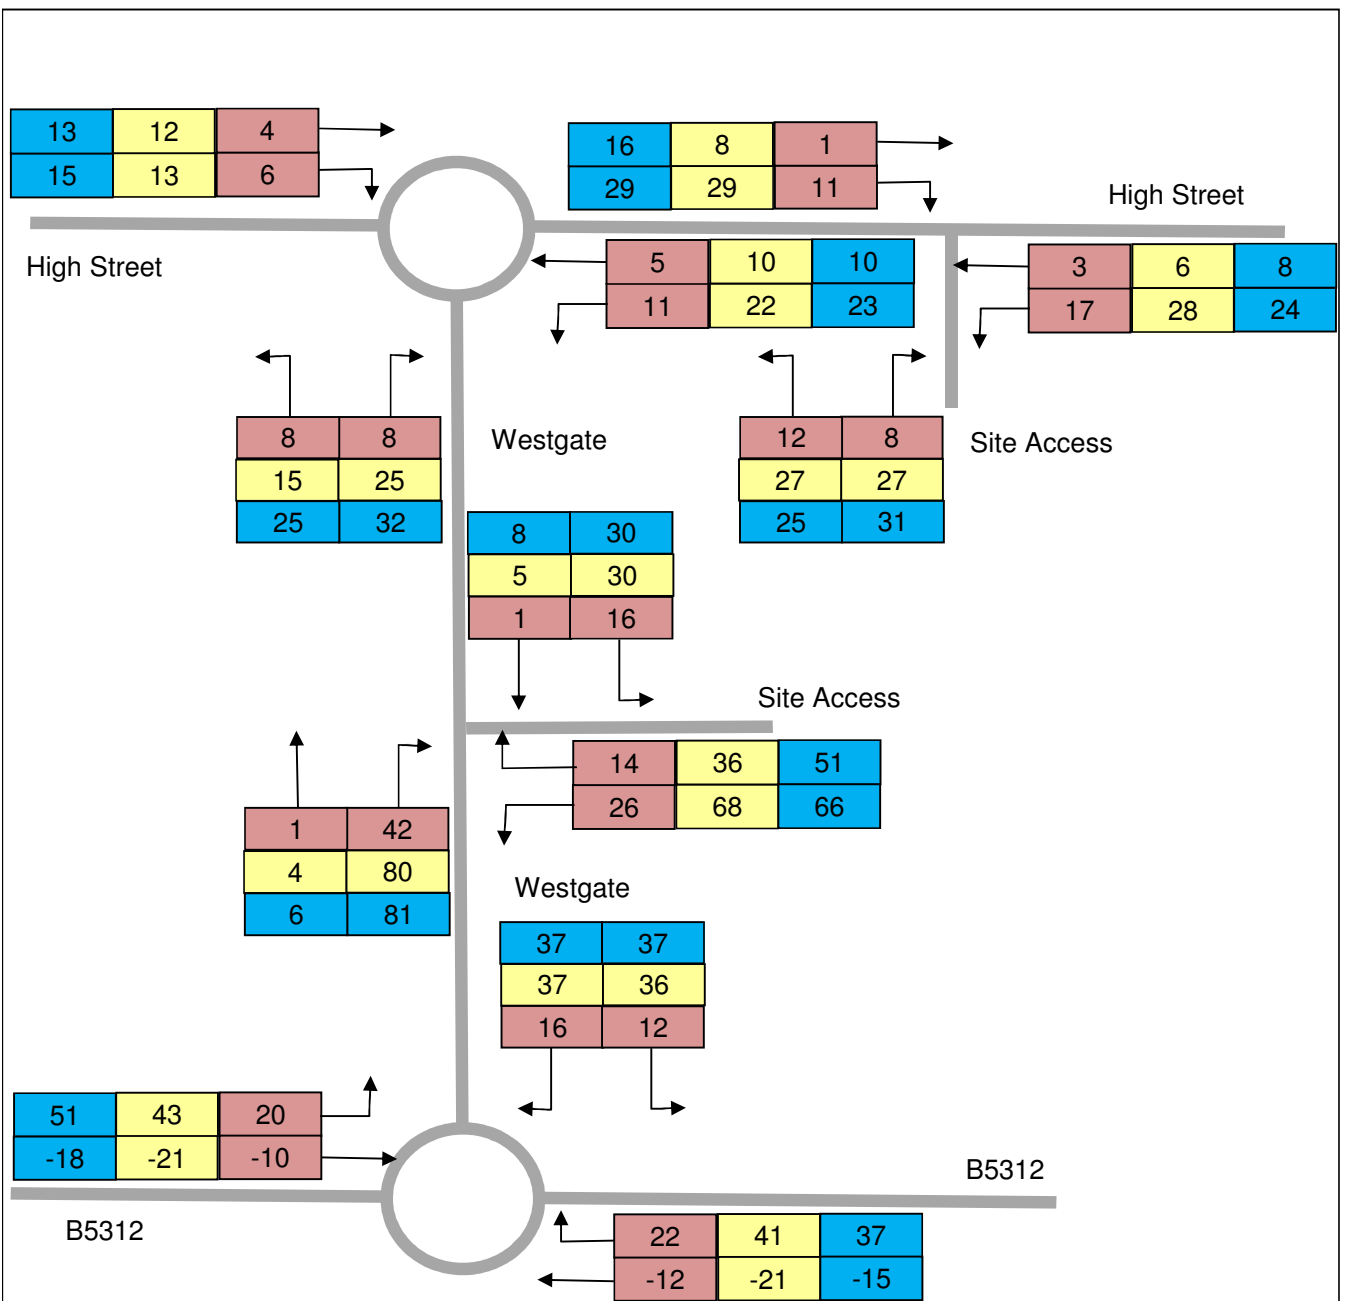 13 12 4
15 13 6
16 8 1
29 29 11
High Street
High Street
5 10 10
11 22 23
3 6 8
17 28 24
8 8
15 25
25 32
Westgate
12 8
27 27
25 31
Site Access
8 30
5 30
1 16
Site Access
14 36 51
26 68 66
1 42
4 80
6 81
Westgate
37 37
37 36
16 12
51 43 20
-18 -21 -10
B5312
B5312
22 41 37
-12 -21 -15